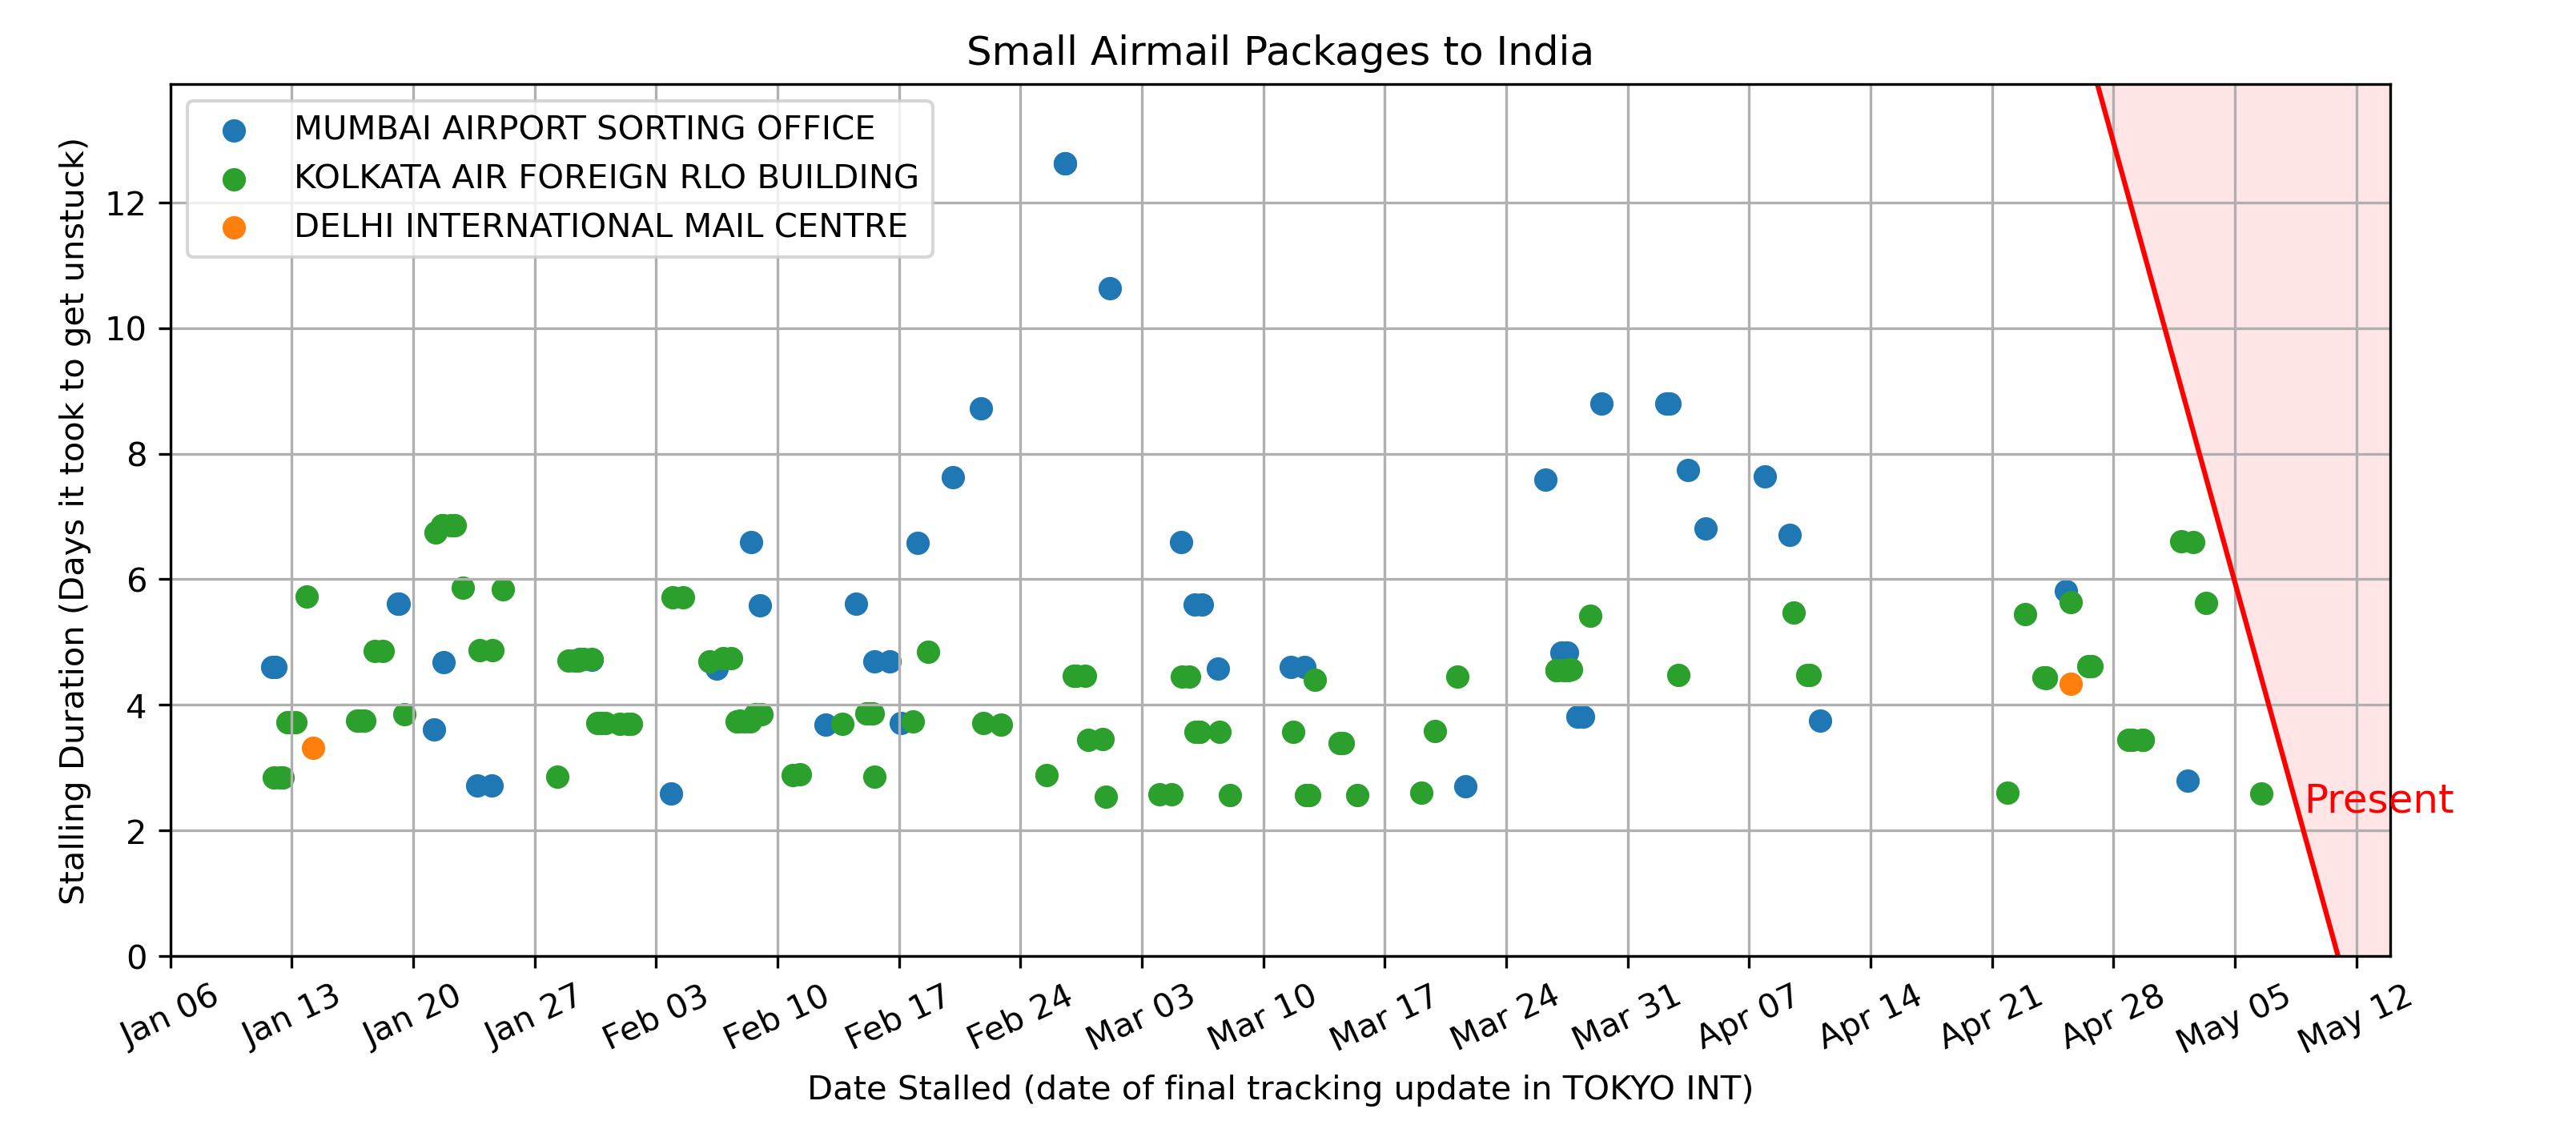 Small Airmail Packages to India
MUMBAI AIRPORT SORTING OFFICE
KOLKATA AIR FOREIGN RLO BUILDING
DELHI INTERNATIONAL MAIL CENTRE
Stalling Duration (Days it took to get unstuck)
12
10
8
6
4
2
0
Present
Jan 06
Jan 13
Jan 20
Jan 27
Feb 03
Feb 10
Feb 17
Feb 24
Mar 03
Mar 10
Mar 17
Mar 24
Mar 31
Apr 07
Apr 14
Apr 21
Apr 28
May 05
May 12
Date Stalled (date of final tracking update in TOKYO INT)